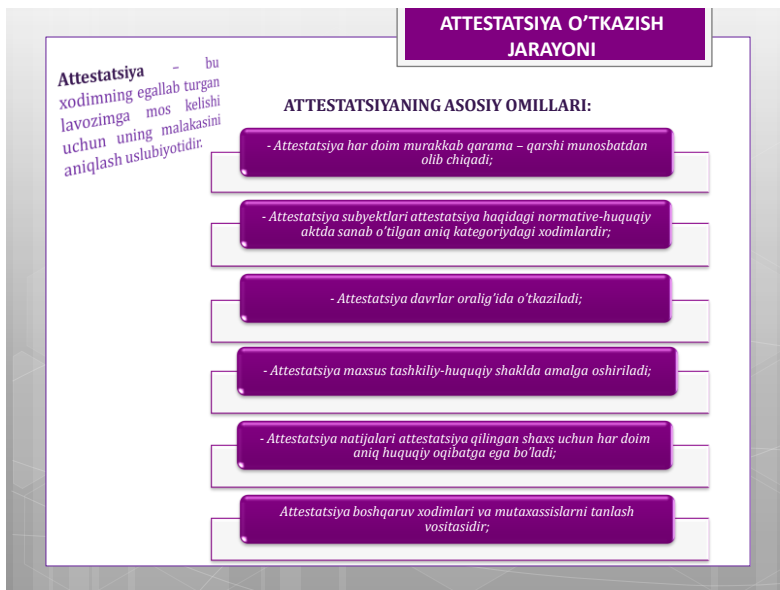 ATTESTATSIYA O’TKAZISH
JARAYONI
Attestatsiya – bu
xodimning egallab turgan
lavozimga mos kelishi
uchun uning malakasini
aniqlash uslubiyotidir.
ATTESTATSIYANING ASOSIY OMILLARI:
- Attestatsiya har doim murakkab qarama – qarshi munosbatdan
olib chiqadi;
- Attestatsiya subyektlari attestatsiya haqidagi normative-huquqiy
aktda sanab o’tilgan aniq kategoriydagi xodimlardir;
- Attestatsiya davrlar oralig’ida o’tkaziladi;
- Attestatsiya maxsus tashkiliy-huquqiy shaklda amalga oshiriladi;
- Attestatsiya natijalari attestatsiya qilingan shaxs uchun har doim
aniq huquqiy oqibatga ega bo’ladi;
Attestatsiya boshqaruv xodimlari va mutaxassislarni tanlash
vositasidir;